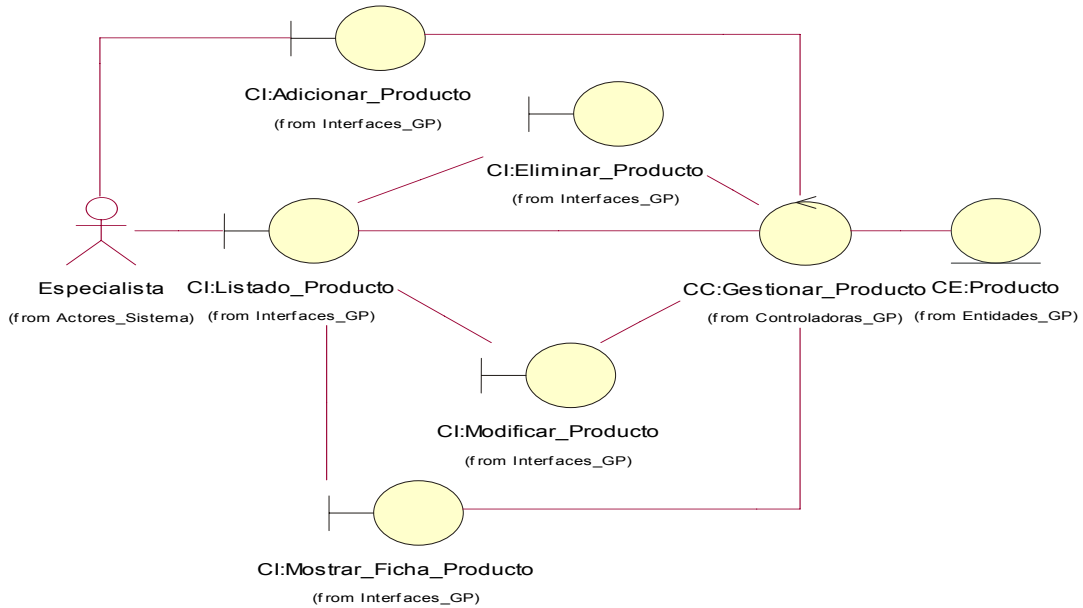 CI:Adicionar_Producto
(from Interfaces_GP)
CI:Eliminar_Producto
(from Interfaces_GP)
Especialista
(from Actores_Sistema)
CI:Listado_Producto
(from Interfaces_GP)
CC:Gestionar_Producto
(from Controladoras_GP)
CE:Producto
(from Entidades_GP)
CI:Modificar_Producto
(from Interfaces_GP)
CI:Mostrar_Ficha_Producto
(from Interfaces_GP)